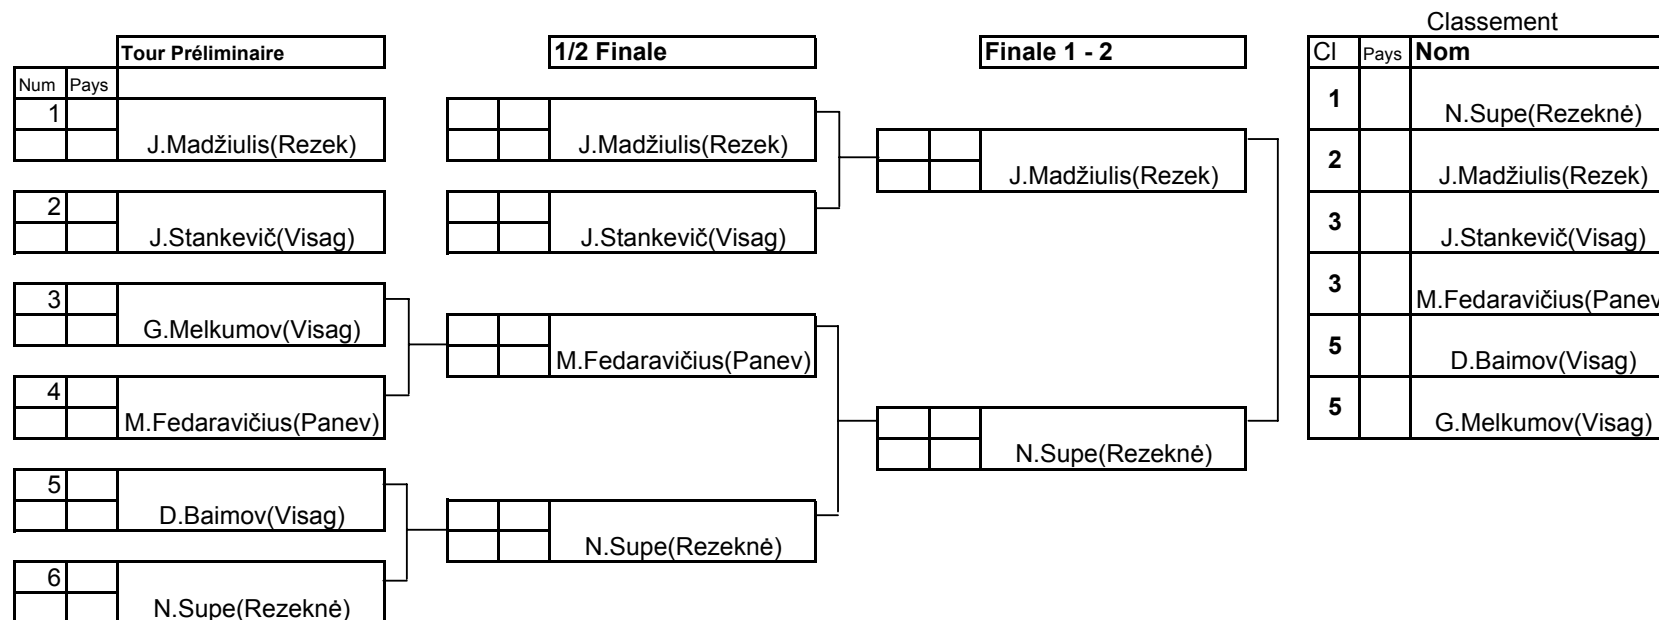 Classement
Tour Préliminaire
1/2 Finale
Finale 1 - 2
Cl Pays Nom
Num Pays
1
J.Madžiulis(Rezek)
2
J.Stankevič(Visag)
3
G.Melkumov(Visag)
4
M.Fedaravičius(Panev)
5
D.Baimov(Visag)
6
N.Supe(Rezeknė)
J.Madžiulis(Rezek)
J.Stankevič(Visag)
M.Fedaravičius(Panev)
N.Supe(Rezeknė)
J.Madžiulis(Rezek)
N.Supe(Rezeknė)
1 N.Supe(Rezeknė)
2 J.Madžiulis(Rezek)
3 J.Stankevič(Visag)
3 M.Fedaravičius(Panev
5 D.Baimov(Visag)
5 G.Melkumov(Visag)